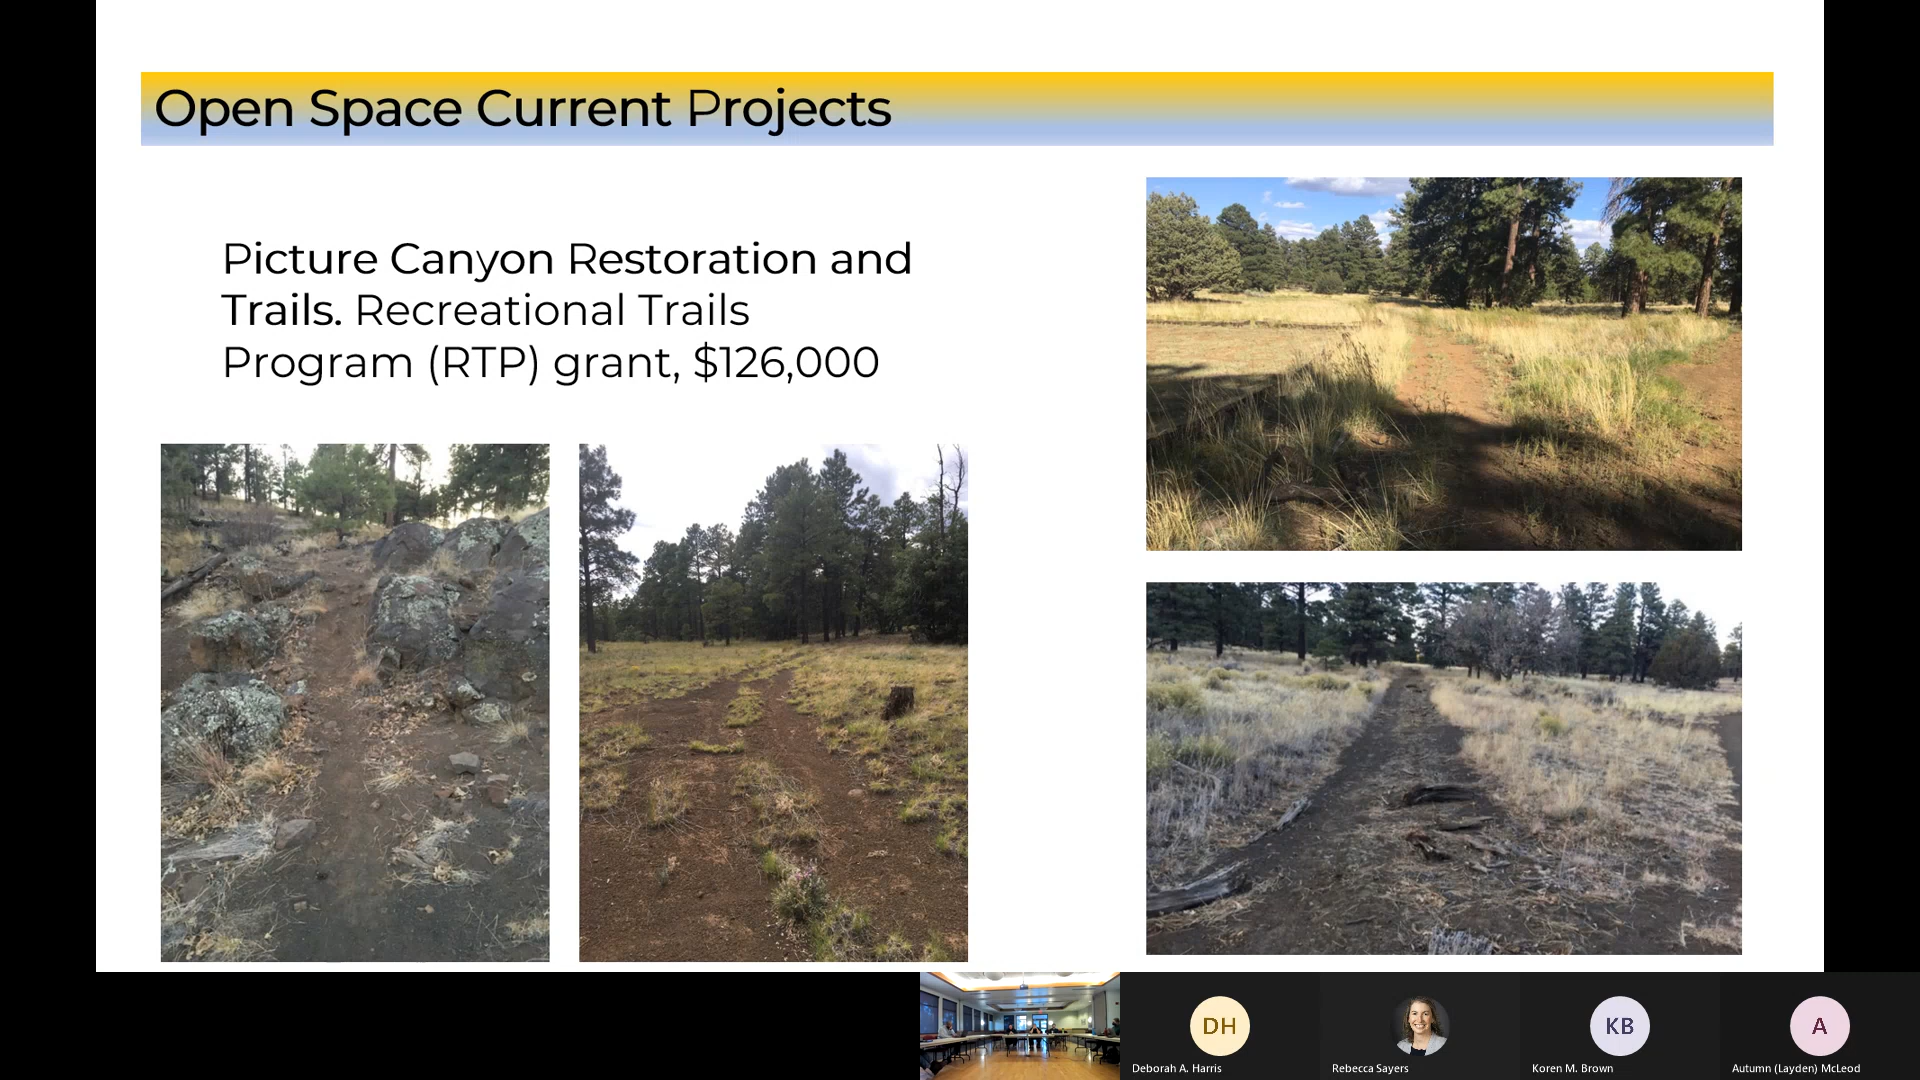 Open Space Current Projects
Picture Canyon Restoration and
Trails. Recreational Trails
Program (RTP) grant, $126,000
DH
KB
A
Deborah A. Harris
Rebecca Sayers
Koren M. Brown
Autumn (Layden) McLeod